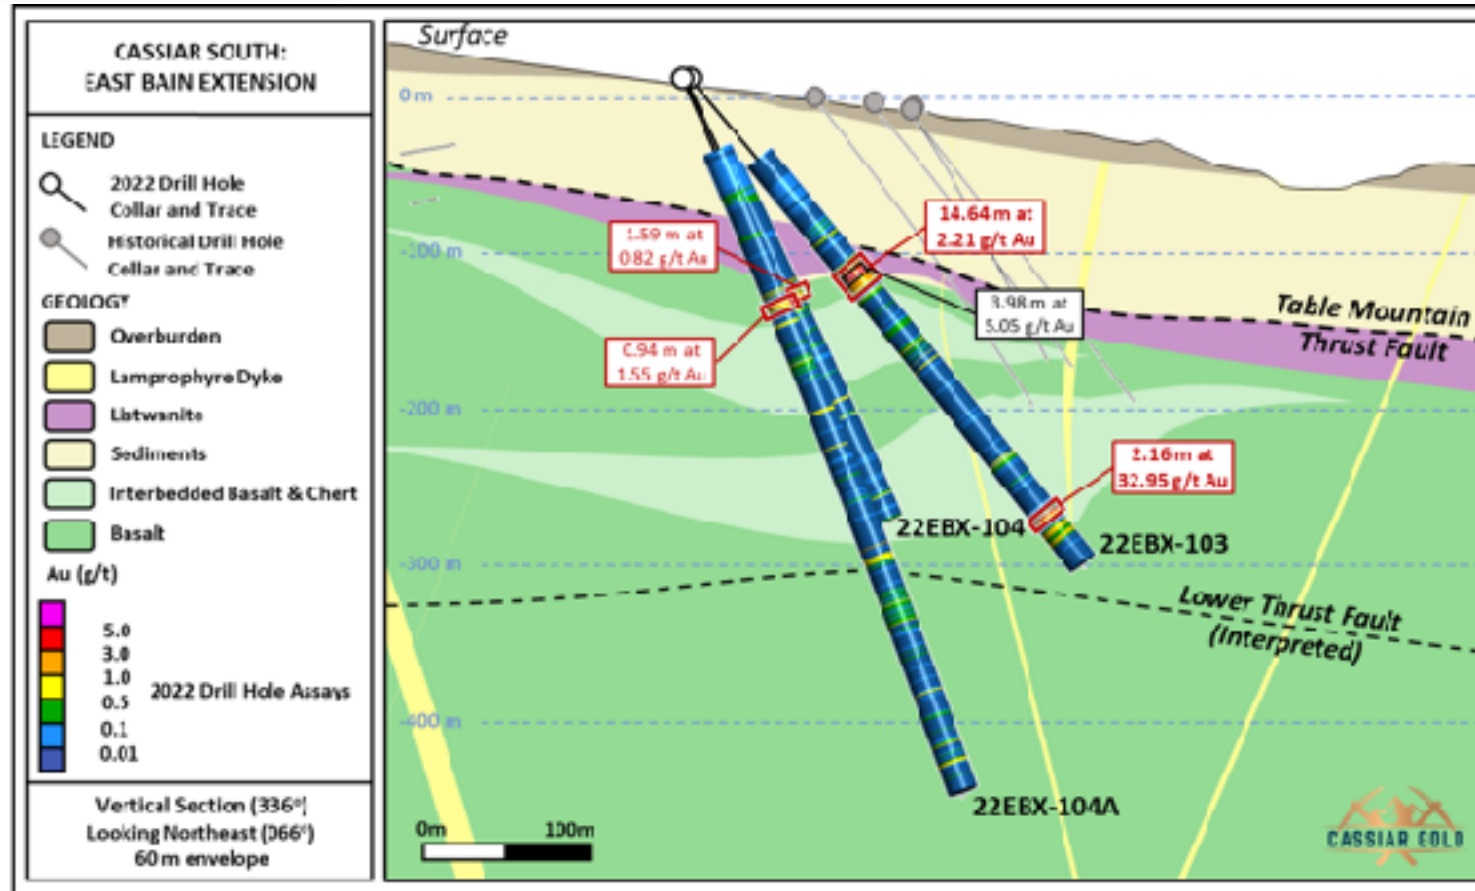 CASSIAR SOUTH:
EAST BAIN EXTENSION
LEGEND
2022 Drill Hole
Collar and Trace
Historical Drill Hole
Collar and Trace
GEOLOGY
Overburden
Lamprophyre Dyke
Listwanite
Sediments
Interbedded Basalt & Chert
Basalt
Au (g/t)
5.0
3.0
1.0
0.5
0.1
0.01
2022 Drill Hole Assays
Vertical Section (336°)
Looking Northeast (066°)
60 m envelope
Surface
0 m
-100 m
-200 m
-300 m
-400 m
m at
0.82 g/t Au
0.94 m at
1.55 g/t Au
14.64 m at
2.21 g/t Au
3.98 m at
5.05 g/t Au
2.16 m at
32.95 g/t Au
Table Mountain
Thrust Fault
22EBX-104
22EBX-103
Lower Thrust Fault
(Interpreted)
22EBX-104A
0m 100m
CASSIAR GOLD